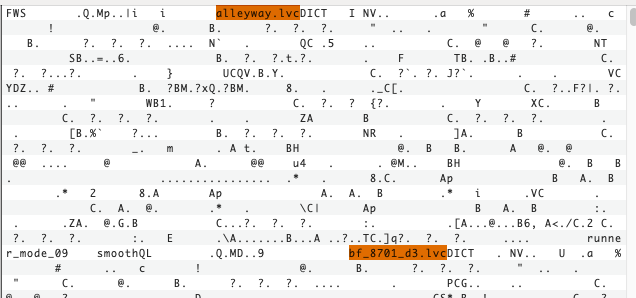 FWS .Q.Mp..|i i alleyway.lvcDICT I NV.. .a % # .. c
! @. B. ?. ?. ?. " .. . " C. @.
B. ?. ?. ?. .... N` . QC .5 .. C. @ @ ?. NT
SB..=..6. B. ?. ?.t.?. . F TB. .B..# C.
?. ?...?. . } UCQV.B.Y. C. ?`. ?. J?`. . . VC
YDZ.. # B. ?BM.?xQ.?BM. 8. . ._C[. C. ?..F?|. ?.
.. . " WB1. ? C. ?. ? {?. . Y XC. B
C. ?. ?. ?. . . ZA B C. ?. ?. ?. .
. [B.%` ?... B. ?. ?. ?. NR . ]A. B C.
?. ?. ?. _. m . A t. BH @. B B. A @. @
@@ .... @ A. @@ u4 . .@M.. BH @. B B
. ................ .* . 8.C. Ap B A. B
.* 2 8.A Ap A. A. B .* i .VC .
C. A. @. .* . \C| Ap B A. B :.
. .ZA. @.G.B C...?. ?. ?. :. .[A...@...B6, A<./C.2 C.
?. ?. ?. :. E .\A.......B...A ..?..TC.]q?. ?. ?. .... runne
r_mode_09 smoothQL .Q.MD..9 bf_8701_d3.lvcDICT . NV.. U .a %
# .. c ! @. B. ?. ?. ?. " .. .
" C. @. B. ?. ?. ?. .... PCG.. C.